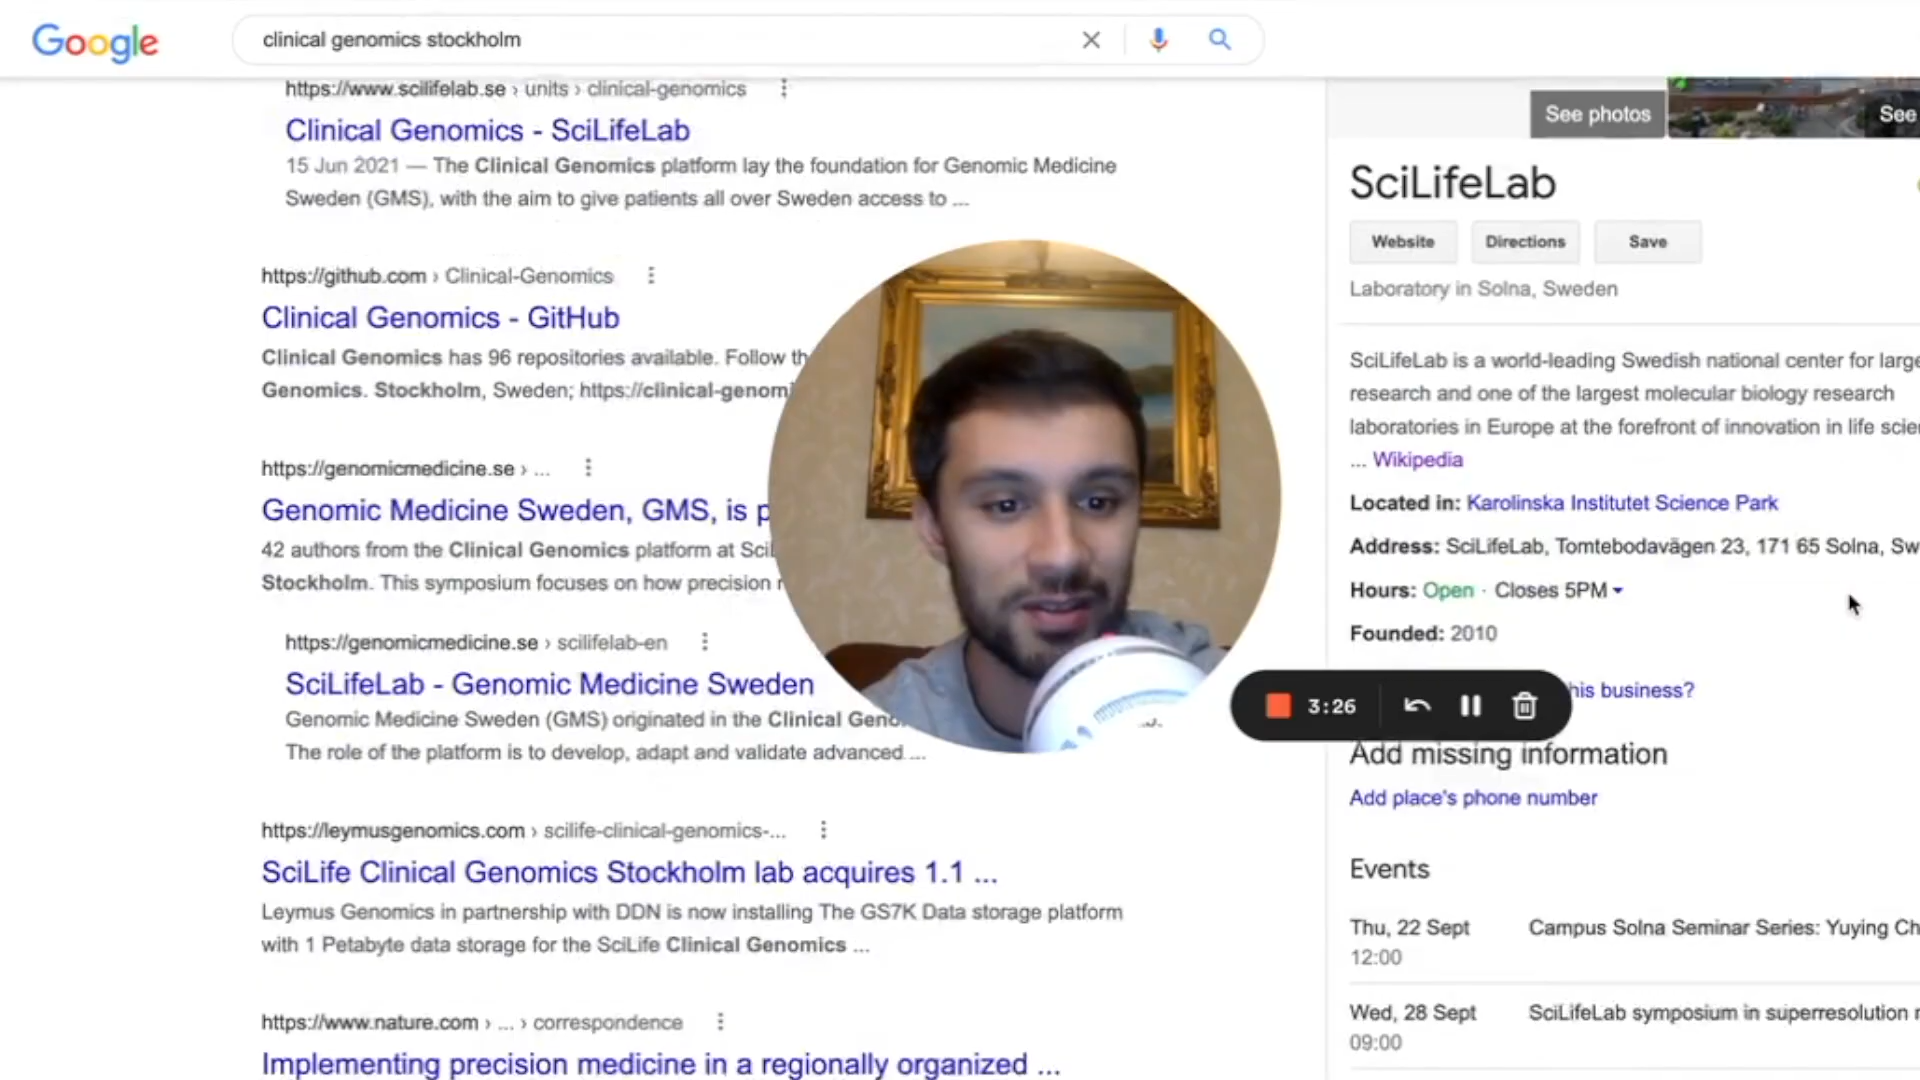 Google
clinical genomics stockholm
https://www.scilifelab.se › units › clinical-genomics
Clinical Genomics - SciLifeLab
15 Jun 2021 — The Clinical Genomics platform lay the foundation for Genomic Medicine
Sweden (GMS), with the aim to give patients all over Sweden access to ...
https://github.com › Clinical-Genomics
Clinical Genomics - GitHub
Clinical Genomics has 96 repositories available. Follow th
Genomics. Stockholm, Sweden; https://clinical-genomi
https://genomicmedicine.se › ...
Genomic Medicine Sweden, GMS, is p
42 authors from the Clinical Genomics platform at Sci
Stockholm. This symposium focuses on how precision
https://genomicmedicine.se › scilifelab-en
SciLifeLab - Genomic Medicine Sweden
Genomic Medicine Sweden (GMS) originated in the Clinical Geno
The role of the platform is to develop, adapt and validate advanced ...
https://leymusgenomics.com › scilife-clinical-genomics-...
SciLife Clinical Genomics Stockholm lab acquires 1.1 ...
Leymus Genomics in partnership with DDN is now installing The GS7K Data storage platform
with 1 Petabyte data storage for the SciLife Clinical Genomics ...
https://www.nature.com › ... › correspondence
Implementing precision medicine in a regionally organized ...
See photos
See
SciLifeLab
Website
Directions
Save
Laboratory in Solna, Sweden
SciLifeLab is a world-leading Swedish national center for large
research and one of the largest molecular biology research
laboratories in Europe at the forefront of innovation in life scie
... Wikipedia
Located in: Karolinska Institutet Science Park
Address: SciLifeLab, Tomtebodavägen 23, 171 65 Solna, Sw
Hours: Open · Closes 5PM
Founded: 2010
3:26
his business?
Add missing information
Add place's phone number
Events
Thu, 22 Sept
Campus Solna Seminar Series: Yuying Ch
12:00
Wed, 28 Sept
SciLifeLab symposium in superresolution
09:00